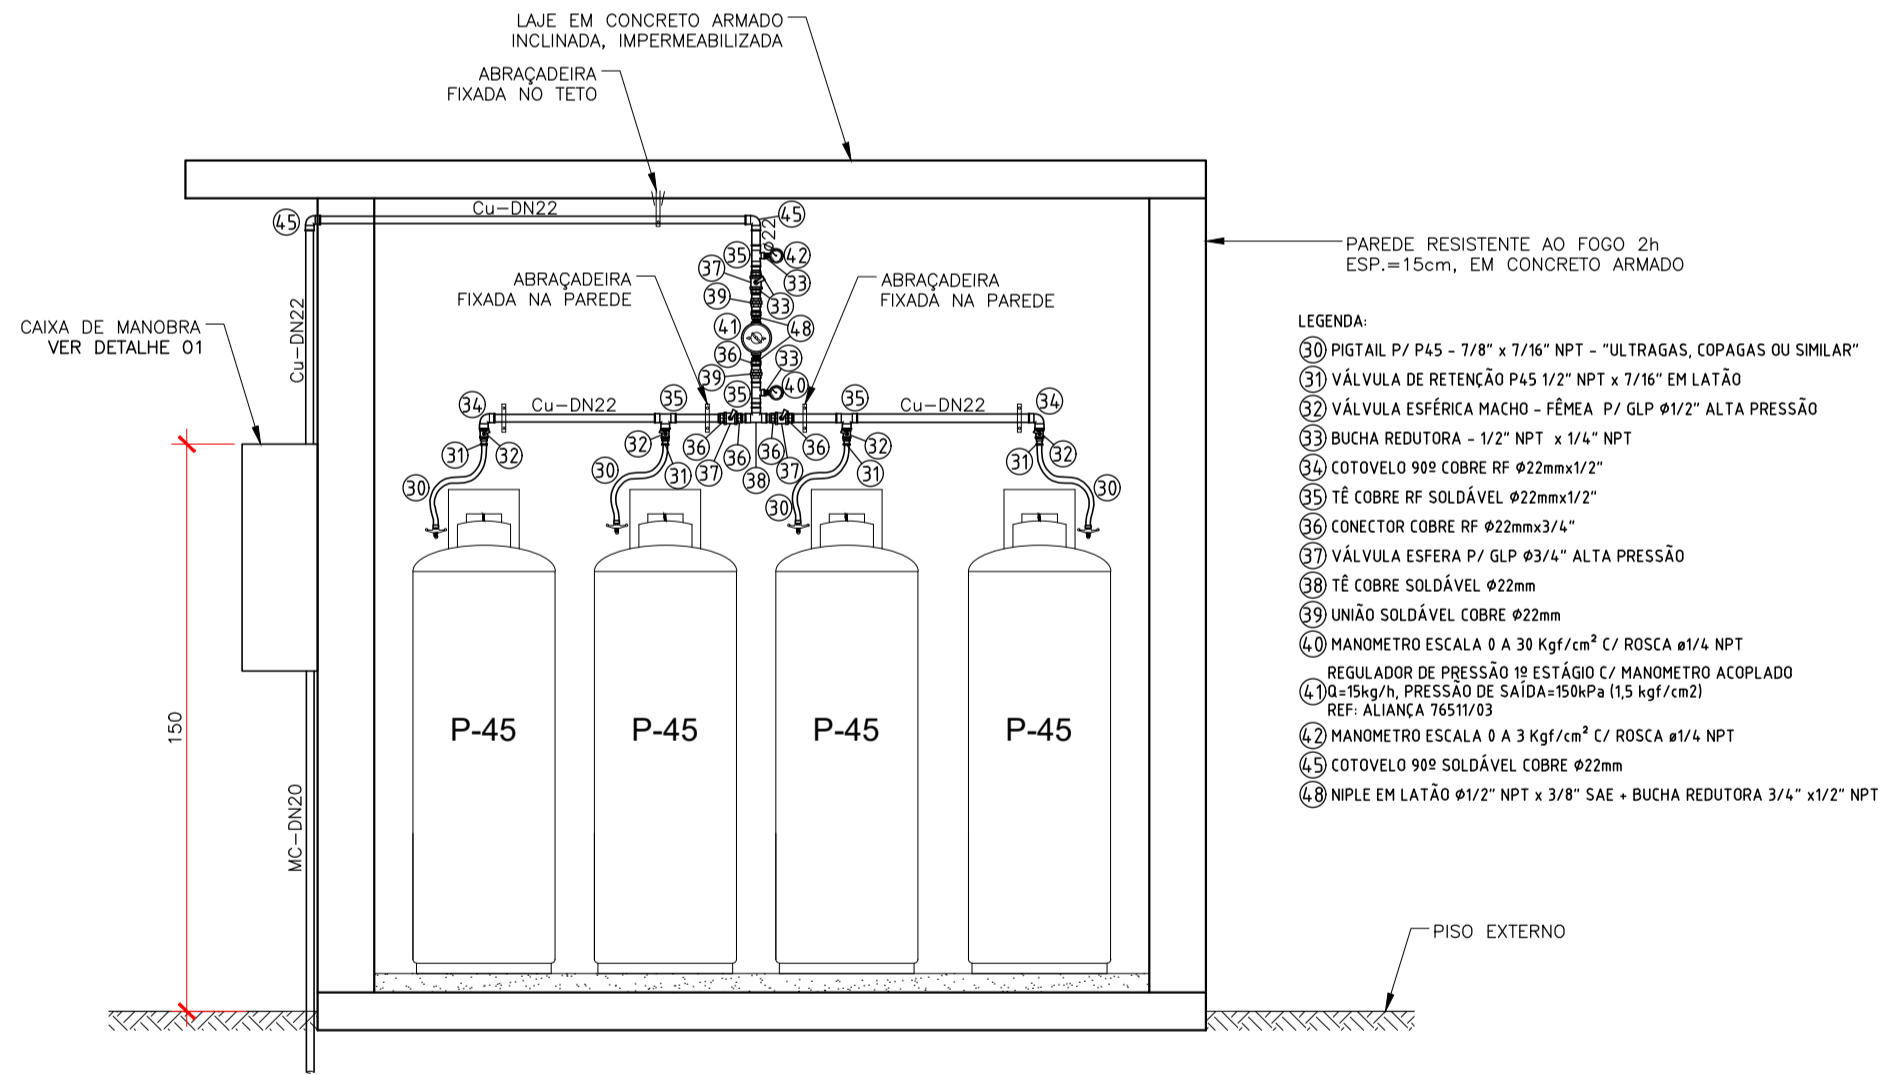 LAJE EM CONCRETO ARMADO
INCLINADA, IMPERMEABILIZADA
ABRAÇADEIRA
FIXADA NO TETO
Cu-DN22
45
45
ø22
35
42
33
37
33
39
41
48
36
33
39
40
35
ABRAÇADEIRA
FIXADA NA PAREDE
ABRAÇADEIRA
FIXADA NA PAREDE
PAREDE RESISTENTE AO FOGO 2h
ESP.=15cm, EM CONCRETO ARMADO
CAIXA DE MANOBRA
VER DETALHE 01
Cu-DN22
34
Cu-DN22
35
35
Cu-DN22
34
31
32
32
31
36
37
36
38
36
37
36
32
31
31
32
30
30
30
30
P-45
P-45
P-45
P-45
150
MC-DN20
PISO EXTERNO
LEGENDA:
30 PIGTAIL P/ P45 - 7/8" x 7/16" NPT - "ULTRAGAS, COPAGAS OU SIMILAR"
31 VÁLVULA DE RETENÇÃO P45 1/2" NPT x 7/16" EM LATÃO
32 VÁLVULA ESFÉRICA MACHO - FÊMEA P/ GLP Ø1/2" ALTA PRESSÃO
33 BUCHA REDUTORA - 1/2" NPT x 1/4" NPT
34 COTOVELO 90º COBRE RF Ø22mmx1/2"
35 TÊ COBRE RF SOLDÁVEL Ø22mmx1/2"
36 CONECTOR COBRE RF Ø22mmx3/4"
37 VÁLVULA ESFERA P/ GLP Ø3/4" ALTA PRESSÃO
38 TÊ COBRE SOLDÁVEL Ø22mm
39 UNIÃO SOLDÁVEL COBRE Ø22mm
40 MANOMETRO ESCALA 0 A 30 Kgf/cm² C/ ROSCA ø1/4 NPT
REGULADOR DE PRESSÃO 1º ESTÁGIO C/ MANOMETRO ACOPLADO
41 Q=15kg/h, PRESSÃO DE SAÍDA=150kPa (1,5 kgf/cm2)
REF: ALIANÇA 76511/03
42 MANOMETRO ESCALA 0 A 3 Kgf/cm² C/ ROSCA ø1/4 NPT
45 COTOVELO 90º SOLDÁVEL COBRE Ø22mm
48 NIPLE EM LATÃO Ø1/2" NPT x 3/8" SAE + BUCHA REDUTORA 3/4" x1/2" NPT